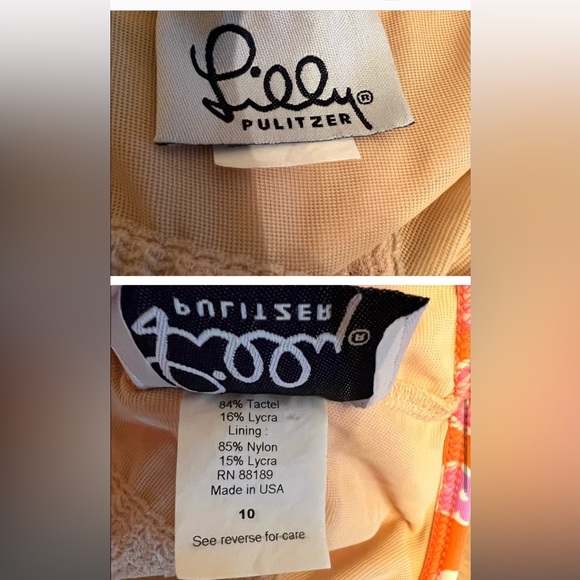 Lilly®
PULITZER
PULITZER
Lilly®
84% Tactel
16% Lycra
Lining :
85% Nylon
15% Lycra
RN 88189
Made in USA
10
See reverse for care